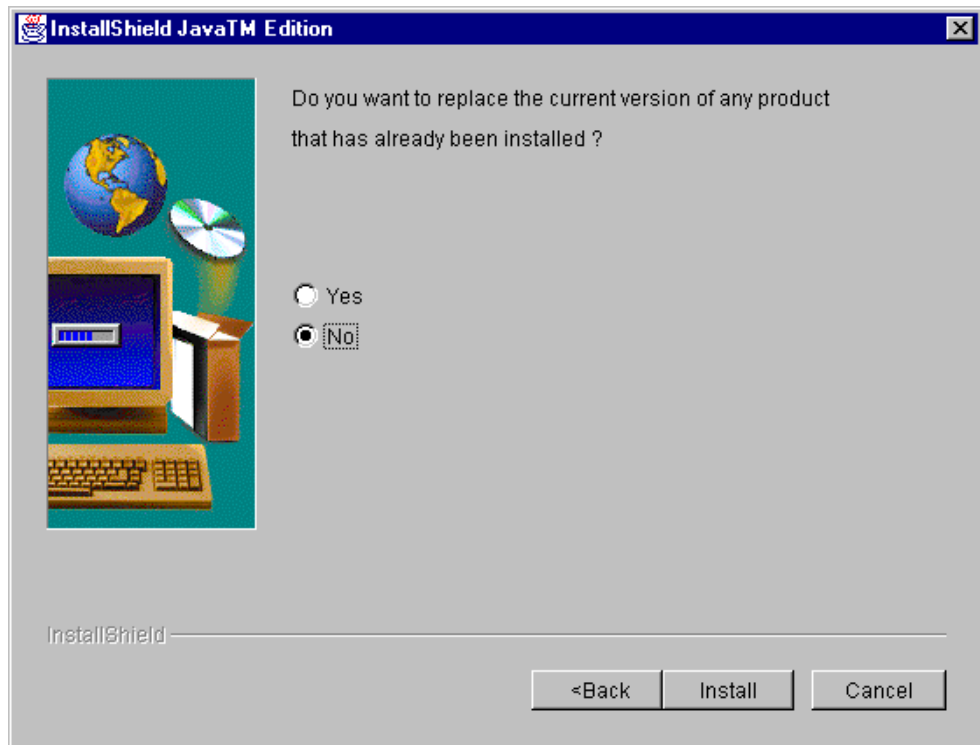 InstallShield JavaTM Edition
Do you want to replace the current version of any product
that has already been installed ?
Yes
No
InstallShield
<Back
Install
Cancel